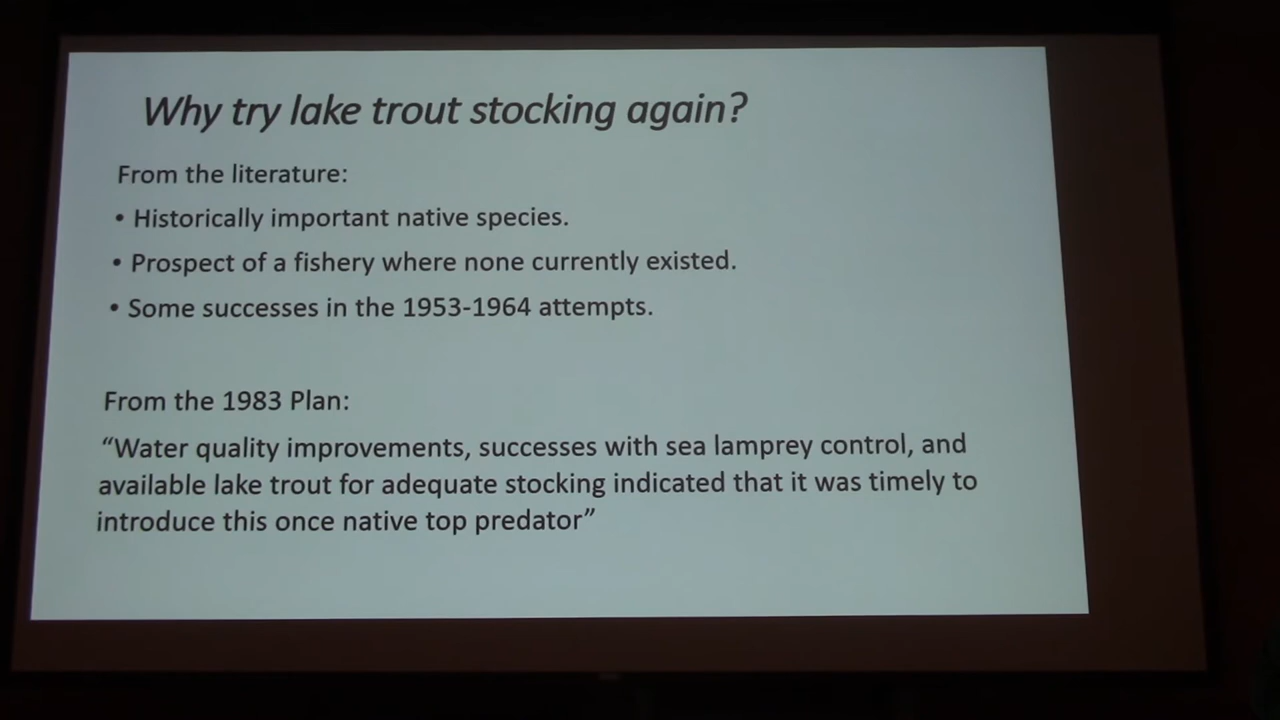 Why try lake trout stocking again?
From the literature:
• Historically important native species.
• Prospect of a fishery where none currently existed.
• Some successes in the 1953-1964 attempts.
From the 1983 Plan:
“Water quality improvements, successes with sea lamprey control, and
available lake trout for adequate stocking indicated that it was timely to
introduce this once native top predator”